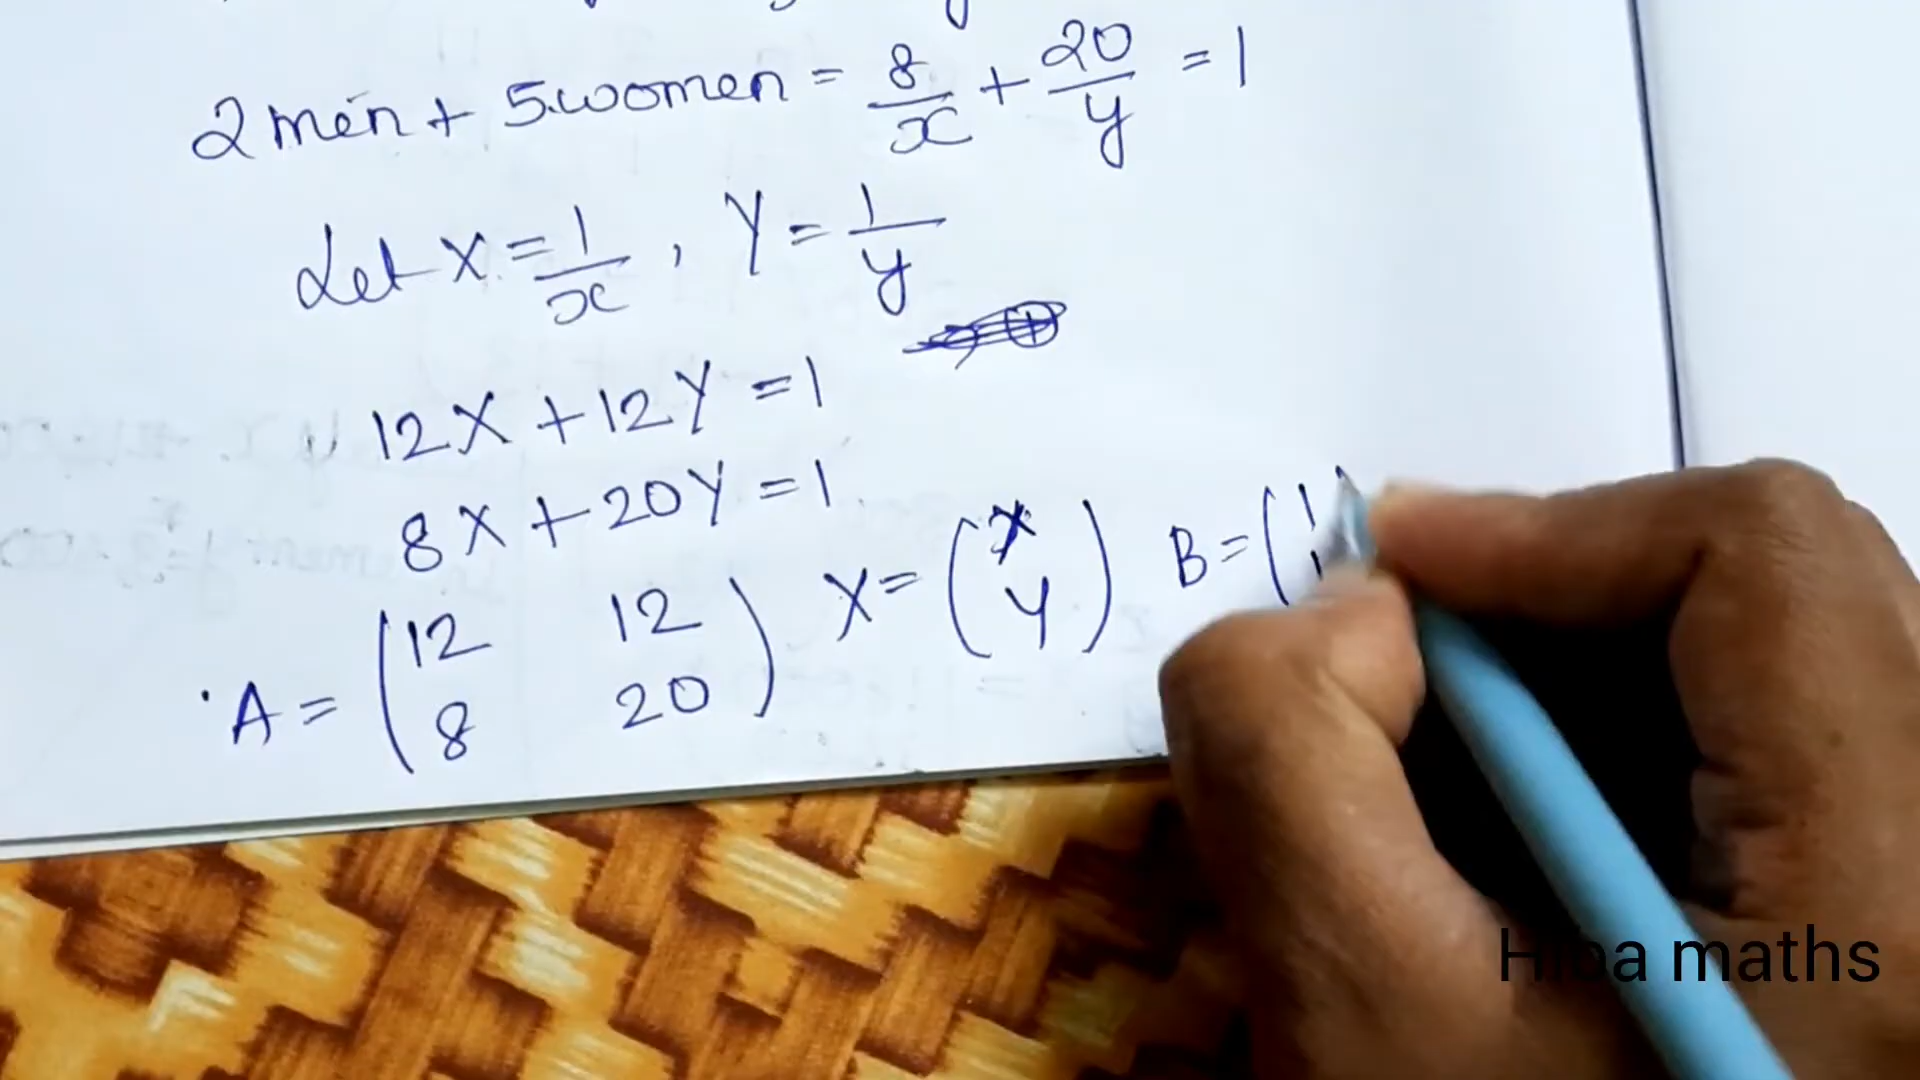 2 men + 5 women = 8/x + 20/y = 1
Let X = 1/x , Y = 1/y
12X + 12Y = 1
8X + 20Y = 1
A = (12 12
8 20) X = (X
Y) B = (1
1
Hiba maths